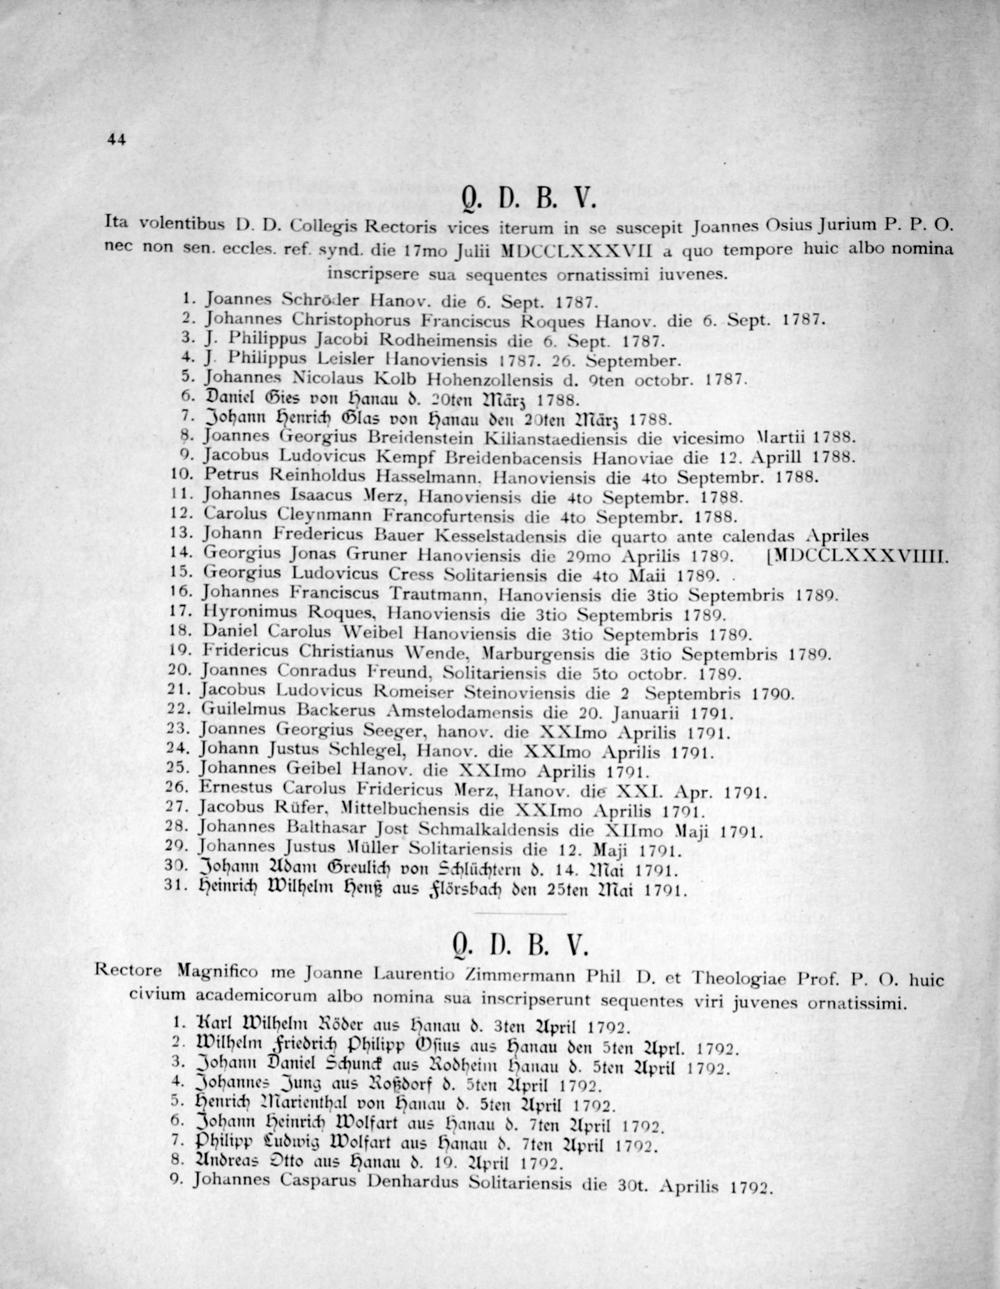 44
Q. D. B. V.
Ita volentibus D. D. Collegis Rectoris vices iterum in se suscepit Joannes Osius Jurium P. P. O.
nec non sen. eccles. ref. synd. die 17mo Julii MDCCLXXXVII a quo tempore huic albo nomina
inscripsere sua sequentes ornatissimi iuvenes.
1. Joannes Schröder Hanov. die 6. Sept. 1787.
2. Johannes Christophorus Franciscus Roques Hanov. die 6. Sept. 1787.
3. J. Philippus Jacobi Rodheimensis die 6. Sept. 1787.
4. J. Philippus Leisler Hanoviensis 1787. 26. September.
5. Johannes Nicolaus Kolb Hohenzollensis d. 9ten octobr. 1787.
6. Daniel Gies von Hanau d. 20ten März 1788.
7. Johann Henrich Glas von Hanau den 20ten März 1788.
8. Joannes Georgius Breidenstein Kilianstaediensis die vicesimo Martii 1788.
9. Jacobus Ludovicus Kempf Breidenbacensis Hanoviae die 12. Aprill 1788.
10. Petrus Reinholdus Hasselmann. Hanoviensis die 4to Septembr. 1788.
11. Johannes Isaacus Merz, Hanoviensis die 4to Septembr. 1788.
12. Carolus Cleynmann Francofurtensis die 4to Septembr. 1788.
13. Johann Fredericus Bauer Kesselstadensis die quarto ante calendas Apriles
14. Georgius Jonas Gruner Hanoviensis die 29mo Aprilis 1789. [MDCCLXXXVIIII.
15. Georgius Ludovicus Cress Solitariensis die 4to Maii 1789.
16. Johannes Franciscus Trautmann, Hanoviensis die 3tio Septembris 1789.
17. Hyronimus Roques, Hanoviensis die 3tio Septembris 1789.
18. Daniel Carolus Weibel Hanoviensis die 3tio Septembris 1789.
19. Fridericus Christianus Wende, Marburgensis die 3tio Septembris 1789.
20. Joannes Conradus Freund, Solitariensis die 5to octobr. 1789.
21. Jacobus Ludovicus Romeiser Steinoviensis die 2 Septembris 1790.
22. Guilelmus Backerus Amstelodamensis die 20. Januarii 1791.
23. Joannes Georgius Seeger, hanov. die XXImo Aprilis 1791.
24. Johann Justus Schlegel, Hanov. die XXImo Aprilis 1791.
25. Johannes Geibel Hanov. die XXImo Aprilis 1791.
26. Ernestus Carolus Fridericus Merz, Hanov. die XXI. Apr. 1791.
27. Jacobus Rüfer, Mittelbuchensis die XXImo Aprilis 1791.
28. Johannes Balthasar Jost Schmalkaldensis die XIImo Maji 1791.
29. Johannes Justus Müller Solitariensis die 12. Maji 1791.
30. Johann Adam Greulich von Schlüchtern d. 14. Mai 1791.
31. Heinrich Wilhelm Henß aus Flörsbach den 25ten Mai 1791.
Q. D. B. V.
Rectore Magnifico me Joanne Laurentio Zimmermann Phil D. et Theologiae Prof. P. O. huic
civium academicorum albo nomina sua inscripserunt sequentes viri juvenes ornatissimi.
1. Karl Wilhelm Röder aus Hanau d. 3ten April 1792.
2. Wilhelm Friedrich Philipp Osius aus Hanau den 5ten Aprl. 1792.
3. Johann Daniel Schunck aus Rodheim Hanau d. 5ten April 1792.
4. Johannes Jung aus Roßdorf d. 5ten April 1792.
5. Henrich Marienthal von Hanau d. 5ten April 1792.
6. Johann Heinrich Wolfart aus Hanau d. 7ten April 1792.
7. Philipp Ludwig Wolfart aus Hanau d. 7ten April 1792.
8. Andreas Otto aus Hanau d. 19. April 1792.
9. Johannes Casparus Denhardus Solitariensis die 30t. Aprilis 1792.